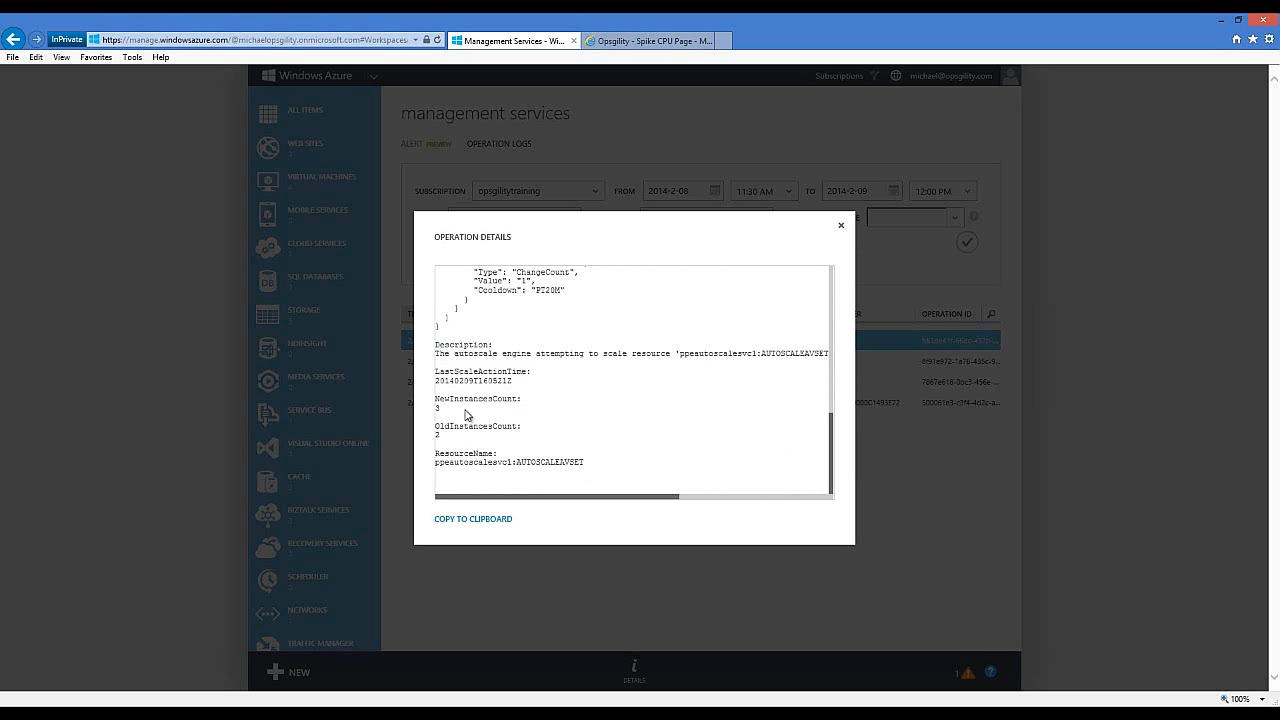 InPrivate
https://manage.windowsazure.com/@michaelopsgility.onmicrosoft.com#Workspaces
Management Services - Wi...
Opsgility - Spike CPU Page - M...
File Edit View Favorites Tools Help
Windows Azure
Subscriptions
michael@opsgility.com
ALL ITEMS
WEB SITES
VIRTUAL MACHINES
MOBILE SERVICES
CLOUD SERVICES
SQL DATABASES
STORAGE
HDINSIGHT
MEDIA SERVICES
SERVICE BUS
VISUAL STUDIO ONLINE
CACHE
BIZTALK SERVICES
RECOVERY SERVICES
SCHEDULER
NETWORKS
TRAFFIC MANAGER
management services
ALERT PREVIEW OPERATION LOGS
SUBSCRIPTION opsgilitytraining FROM 2014-2-08 11:30 AM TO 2014-2-09 12:00 PM
OPERATION ID
OPERATION DETAILS
"Type": "ChangeCount",
"Value": "1",
"Cooldown": "PT20M"
}
}
]
}
Description:
The autoscale engine attempting to scale resource 'ppeautoscalesvc1:AUTOSCALEAVSET
LastScaleActionTime:
20140209T160521Z
NewInstancesCount:
3
OldInstancesCount:
2
ResourceName:
ppeautoscalesvc1:AUTOSCALEAVSET
COPY TO CLIPBOARD
NEW
DETAILS
1
100%